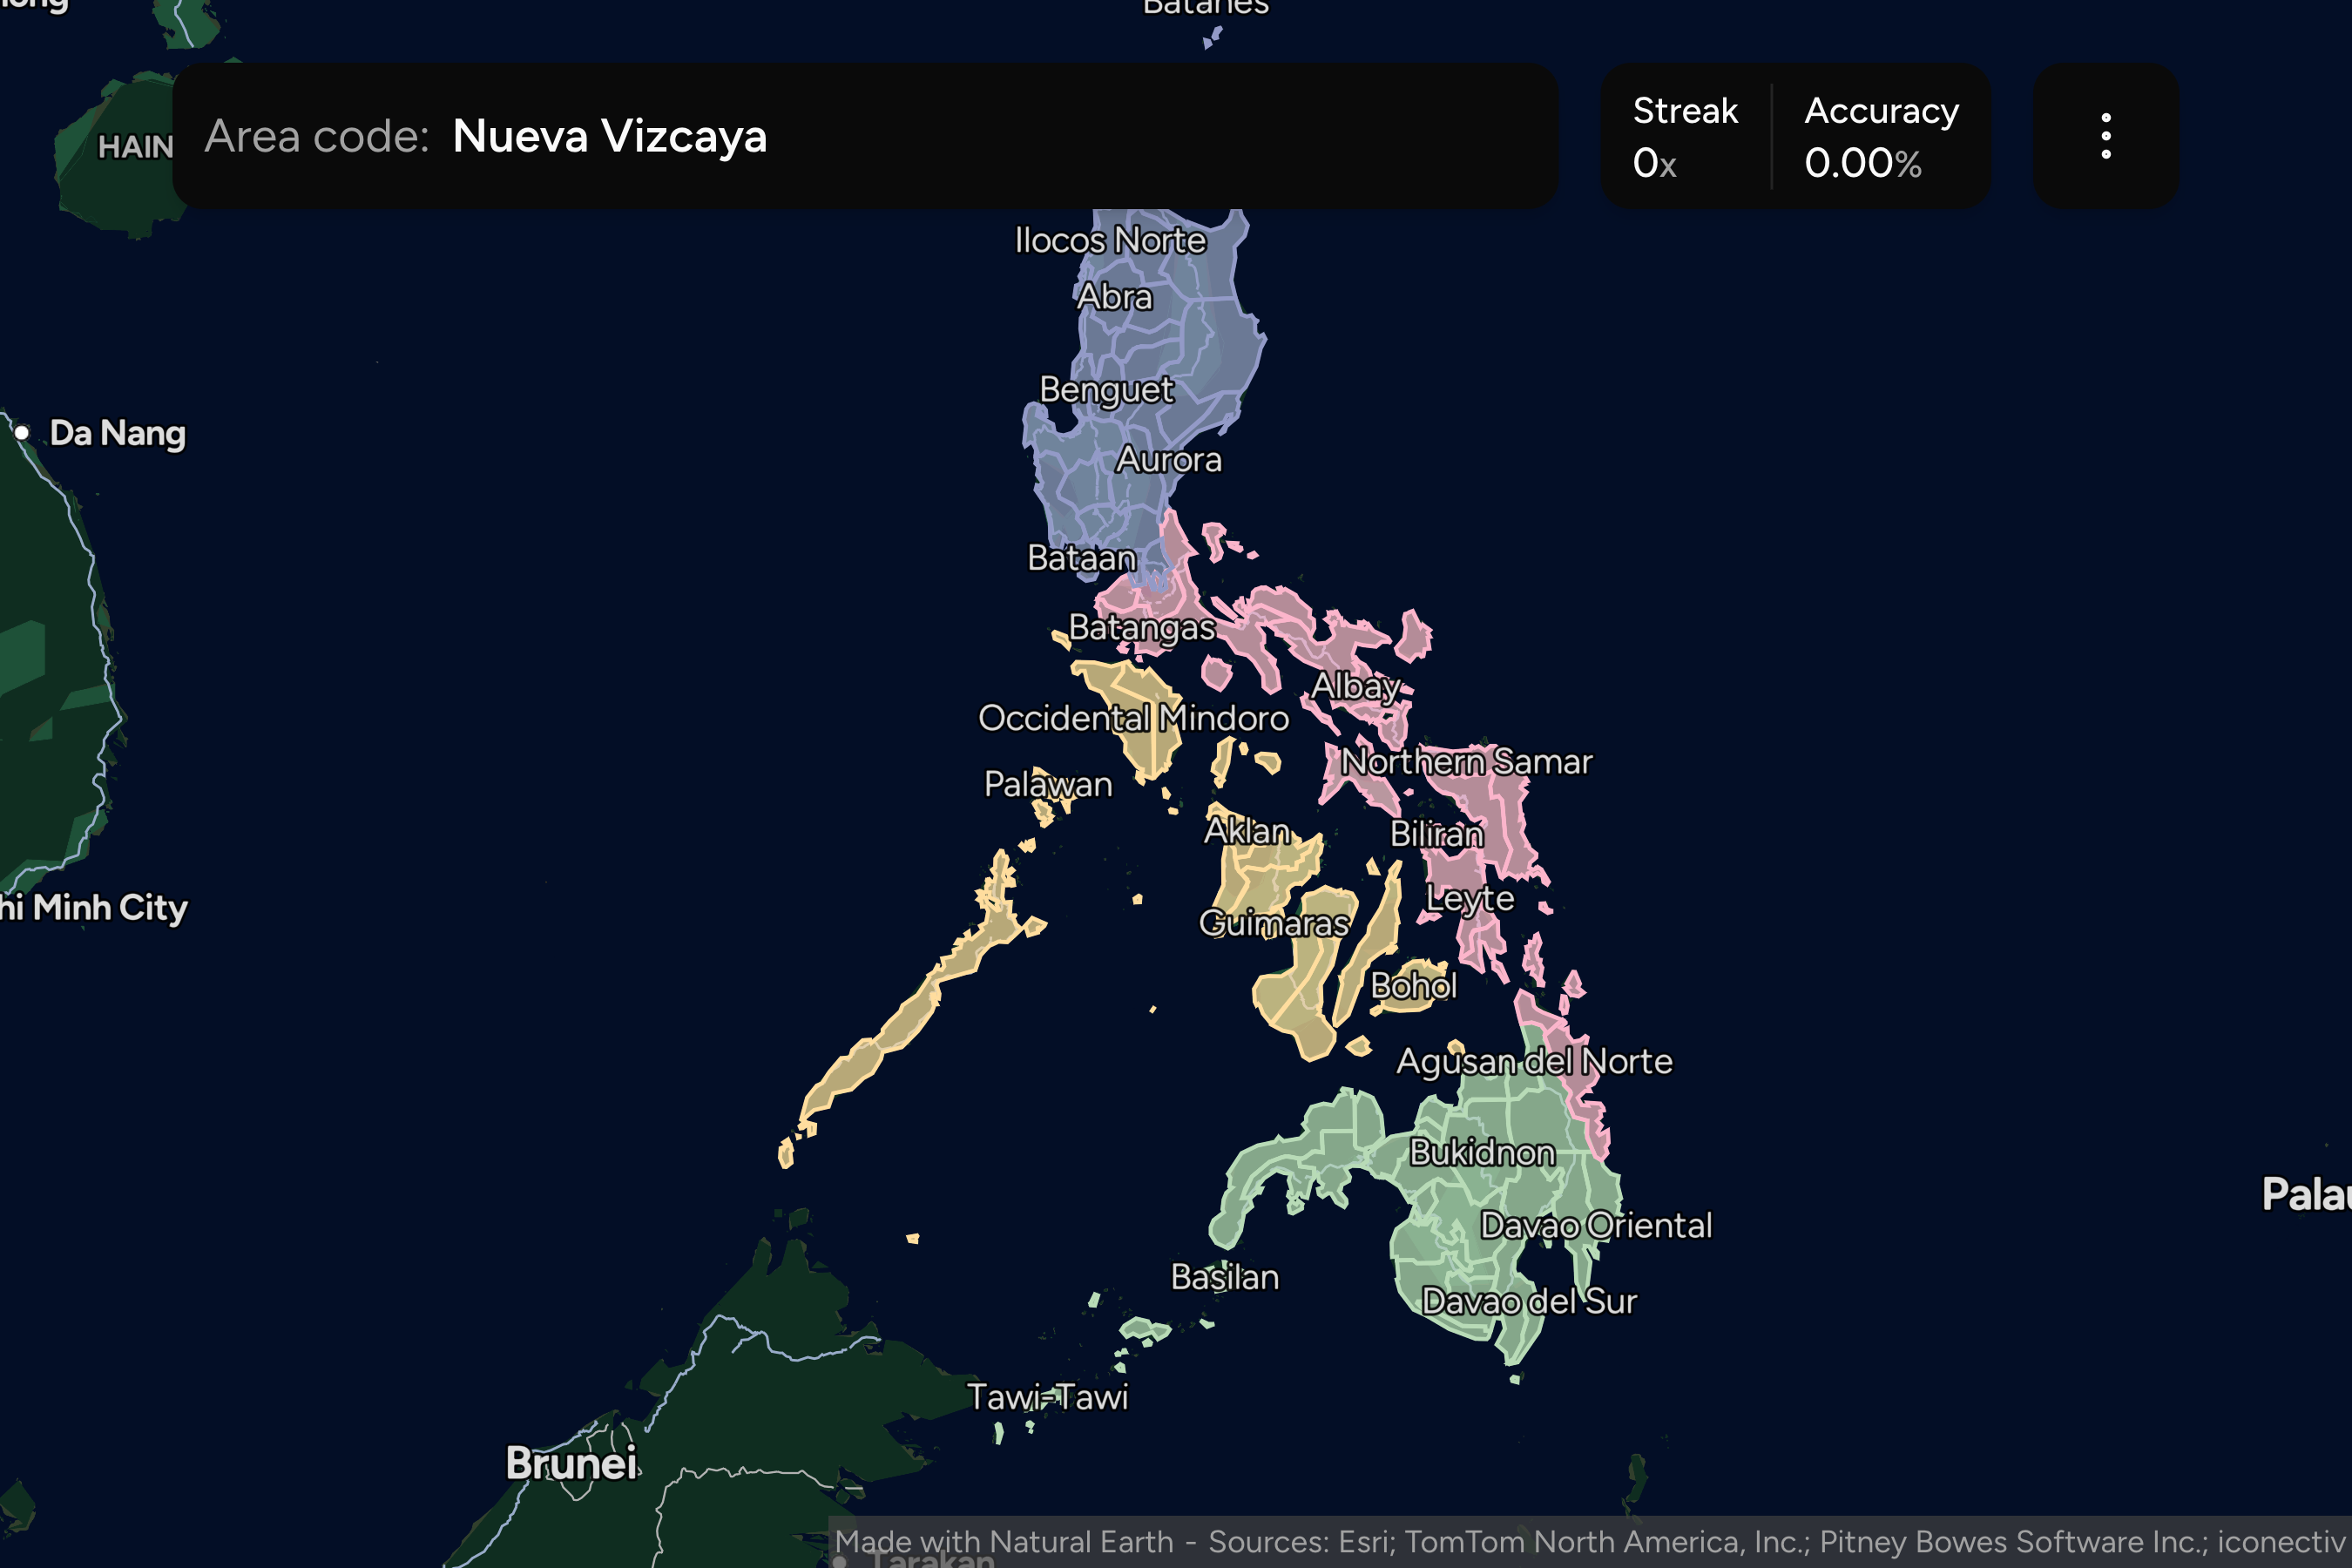 Batanes
HAIN
Area code: Nueva Vizcaya
Streak
0x
Accuracy
0.00%
Ilocos Norte
Abra
Benguet
Da Nang
Aurora
Bataan
Batangas
Albay
Occidental Mindoro
Northern Samar
Palawan
Aklan
Biliran
Leyte
hi Minh City
Guimaras
Bohol
Agusan del Norte
Bukidnon
Palau
Davao Oriental
Basilan
Davao del Sur
Tawi-Tawi
Brunei
Made with Natural Earth - Sources: Esri; TomTom North America, Inc.; Pitney Bowes Software Inc.; iconectiv
Tarakan